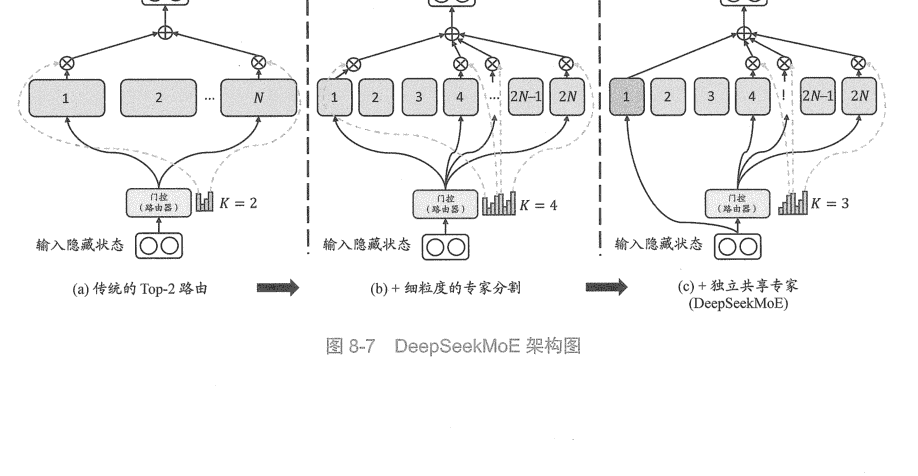 1 2 ... N
门控
(路由器)
K = 2
输入隐藏状态
(a) 传统的 Top-2 路由
1 2 3 4 ... 2N-1 2N
门控
(路由器)
K = 4
输入隐藏状态
(b) + 细粒度的专家分割
1 2 3 4 2N-1 2N
门控
(路由器)
K = 3
输入隐藏状态
(c) + 独立共享专家
(DeepSeekMoE)
图 8-7 DeepSeekMoE 架构图